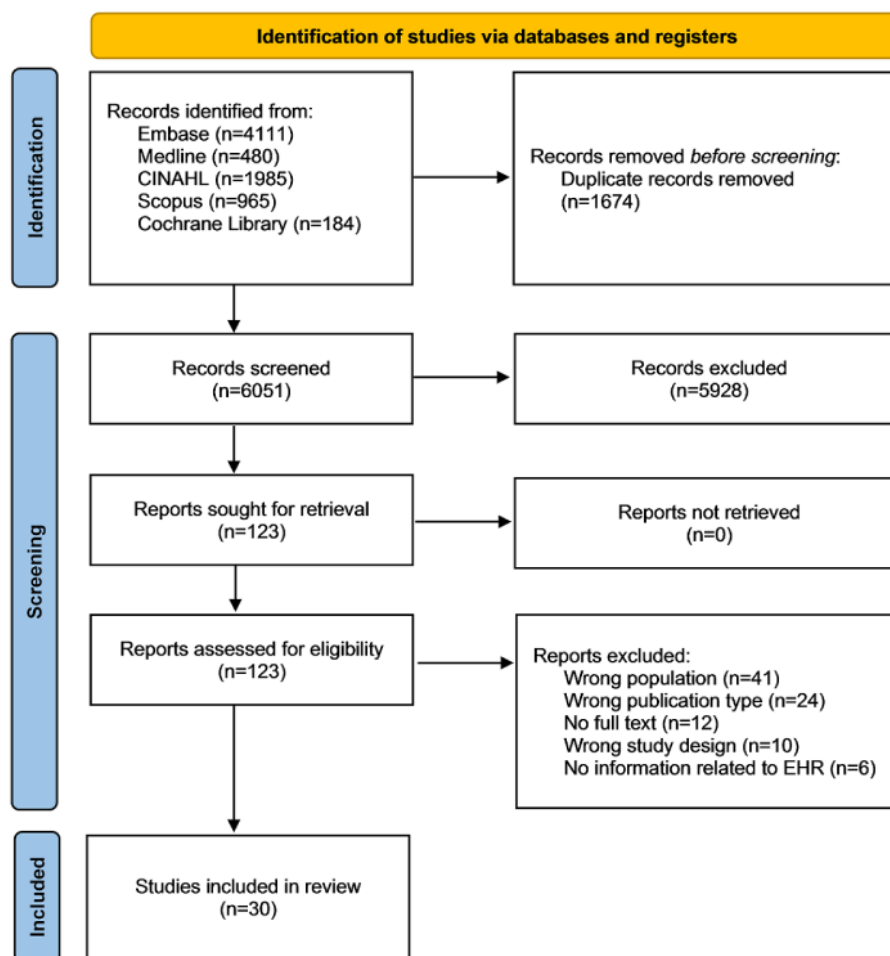 Identification of studies via databases and registers
Identification
Records identified from:
Embase (n=4111)
Medline (n=480)
CINAHL (n=1985)
Scopus (n=965)
Cochrane Library (n=184)
Records removed before screening:
Duplicate records removed
(n=1674)
Screening
Records screened
(n=6051)
Records excluded
(n=5928)
Reports sought for retrieval
(n=123)
Reports not retrieved
(n=0)
Reports assessed for eligibility
(n=123)
Reports excluded:
Wrong population (n=41)
Wrong publication type (n=24)
No full text (n=12)
Wrong study design (n=10)
No information related to EHR (n=6)
Included
Studies included in review
(n=30)